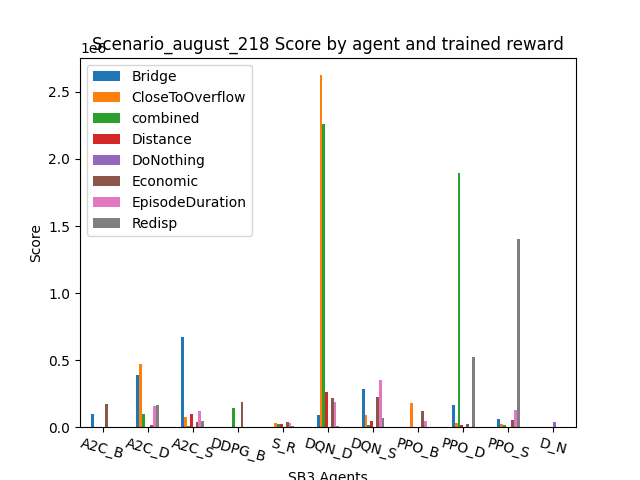 Scenario_august_218 Score by agent and trained reward
1e6
Bridge
CloseToOverflow
combined
Distance
DoNothing
Economic
EpisodeDuration
Redisp
2.5
2.0
1.5
1.0
0.5
0.0
Score
A2C_B A2C_D A2C_S DDPG_B S_R DQN_D DQN_S PPO_B PPO_D PPO_S D_N
SB3 Agents